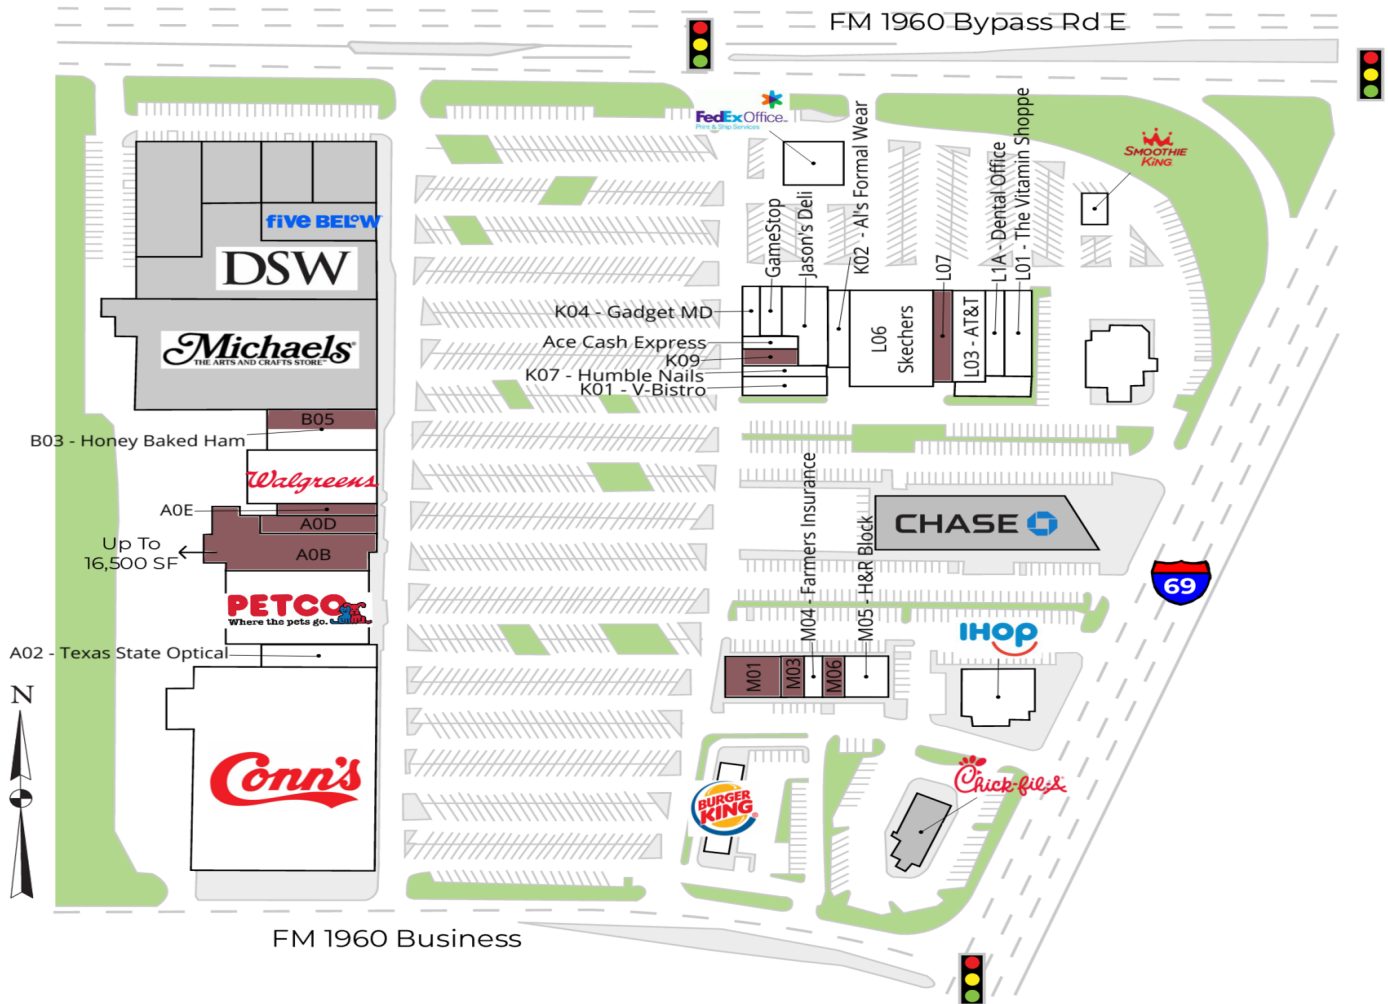 FM 1960 Bypass Rd E
FedEx Office
Print & Ship Services
SMOOTHIE
KING
K02 - Al's Formal Wear
GameStop
Jason's Deli
L07
L1A - Dental Office
L01 - The Vitamin Shoppe
five BELOW
DSW
Michaels
THE ARTS AND CRAFTS STORE
K04 - Gadget MD
Ace Cash Express
K09
K07 - Humble Nails
K01 - V-Bistro
L06
Skechers
L03 - AT&T
B05
B03 - Honey Baked Ham
Walgreens
A0E
A0D
A0B
Up To
16,500 SF
CHASE
M04 - Farmers Insurance
M05 - H&R Block
69
PETCO
Where the pets go.
IHOP
A02 - Texas State Optical
M01
M03
M06
N
Conn's
BURGER
KING
Chick-fil-A
FM 1960 Business